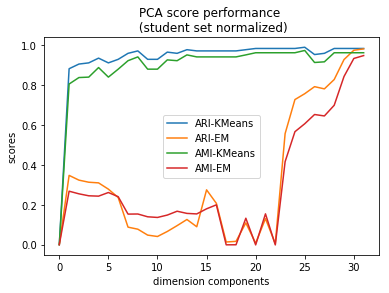 PCA score performance
(student set normalized)
scores
1.0
0.8
0.6
0.4
0.2
0.0
ARI-KMeans
ARI-EM
AMI-KMeans
AMI-EM
0 5 10 15 20 25 30
dimension components